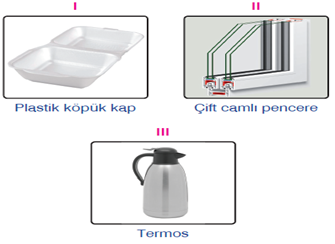 I
II
Plastik köpük kap
Çift camlı pencere
III
Termos